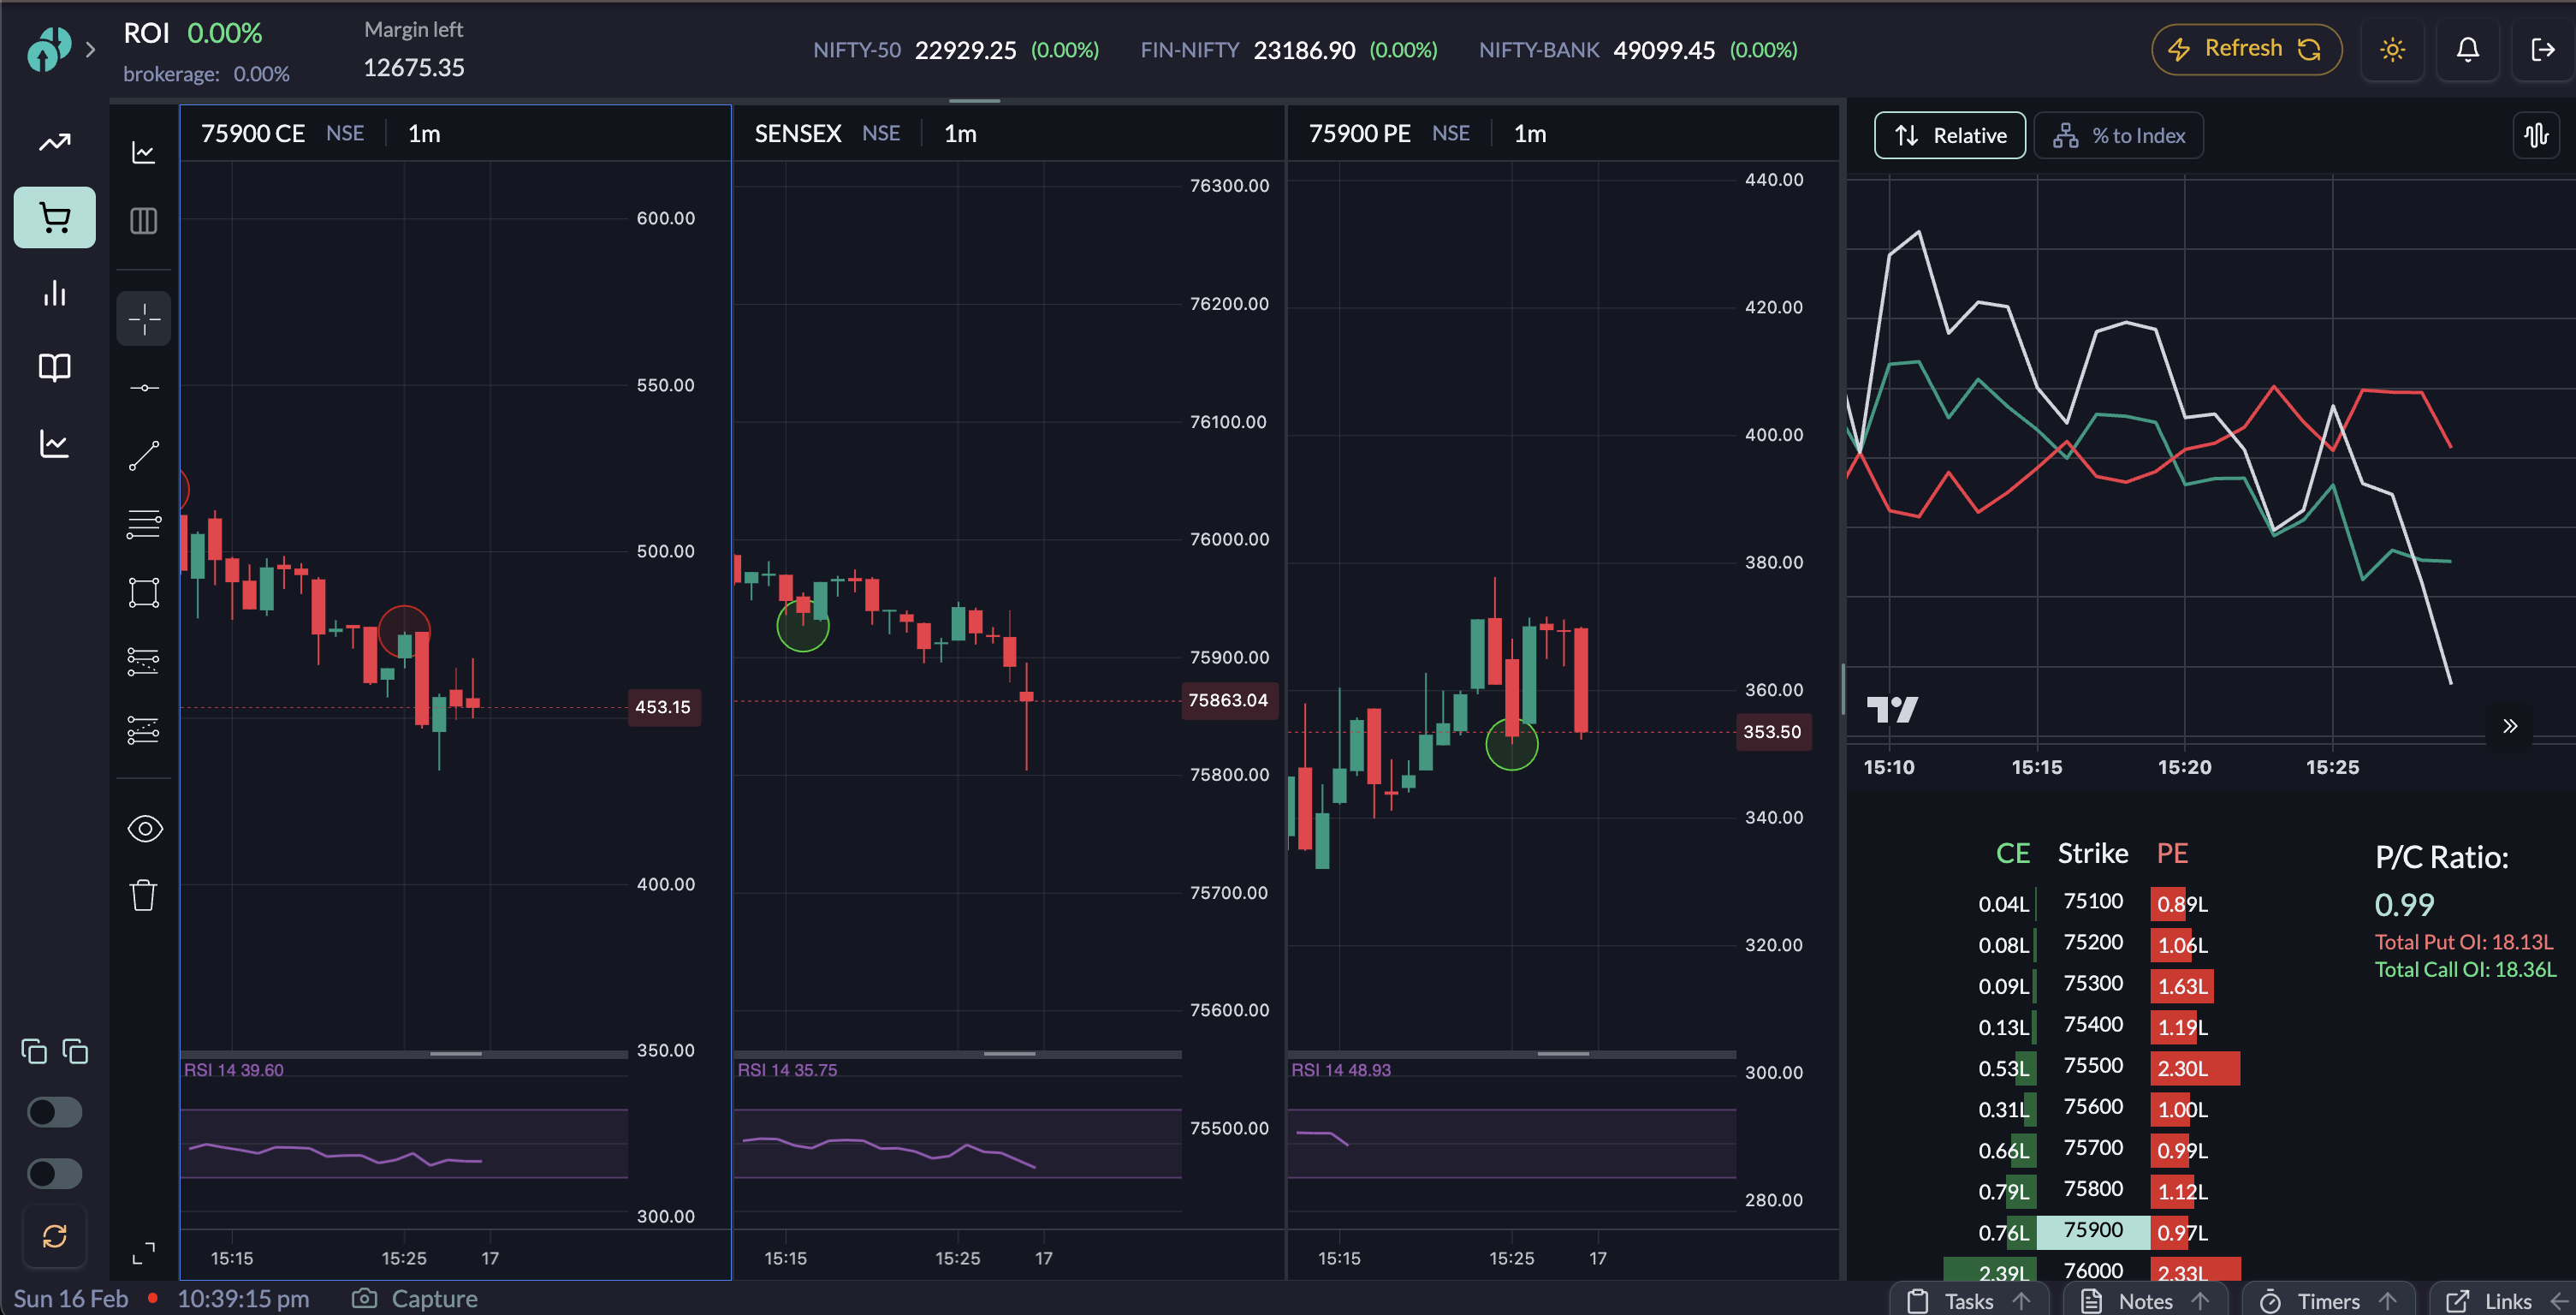 ROI 0.00%
brokerage: 0.00%
Margin left
12675.35
NIFTY-50 22929.25 (0.00%) FIN-NIFTY 23186.90 (0.00%) NIFTY-BANK 49099.45 (0.00%)
Refresh
75900 CE NSE 1m
600.00
550.00
500.00
453.15
400.00
350.00
RSI 14 39.60
300.00
15:15 15:25 17
SENSEX NSE 1m
76300.00
76200.00
76100.00
76000.00
75900.00
75863.04
75800.00
75700.00
75600.00
RSI 14 35.75
75500.00
15:15 15:25 17
75900 PE NSE 1m
440.00
420.00
400.00
380.00
360.00
353.50
340.00
320.00
RSI 14 48.93
300.00
280.00
15:15 15:25 17
Relative % to Index
15:10 15:15 15:20 15:25
CE Strike PE
0.04L 75100 0.89L
0.08L 75200 1.06L
0.09L 75300 1.63L
0.13L 75400 1.19L
0.53L 75500 2.30L
0.31L 75600 1.00L
0.66L 75700 0.99L
0.79L 75800 1.12L
0.76L 75900 0.97L
2.39L 76000 2.33L
P/C Ratio:
0.99
Total Put OI: 18.13L
Total Call OI: 18.36L
Sun 16 Feb 10:39:15 pm Capture
Tasks Notes Timers Links